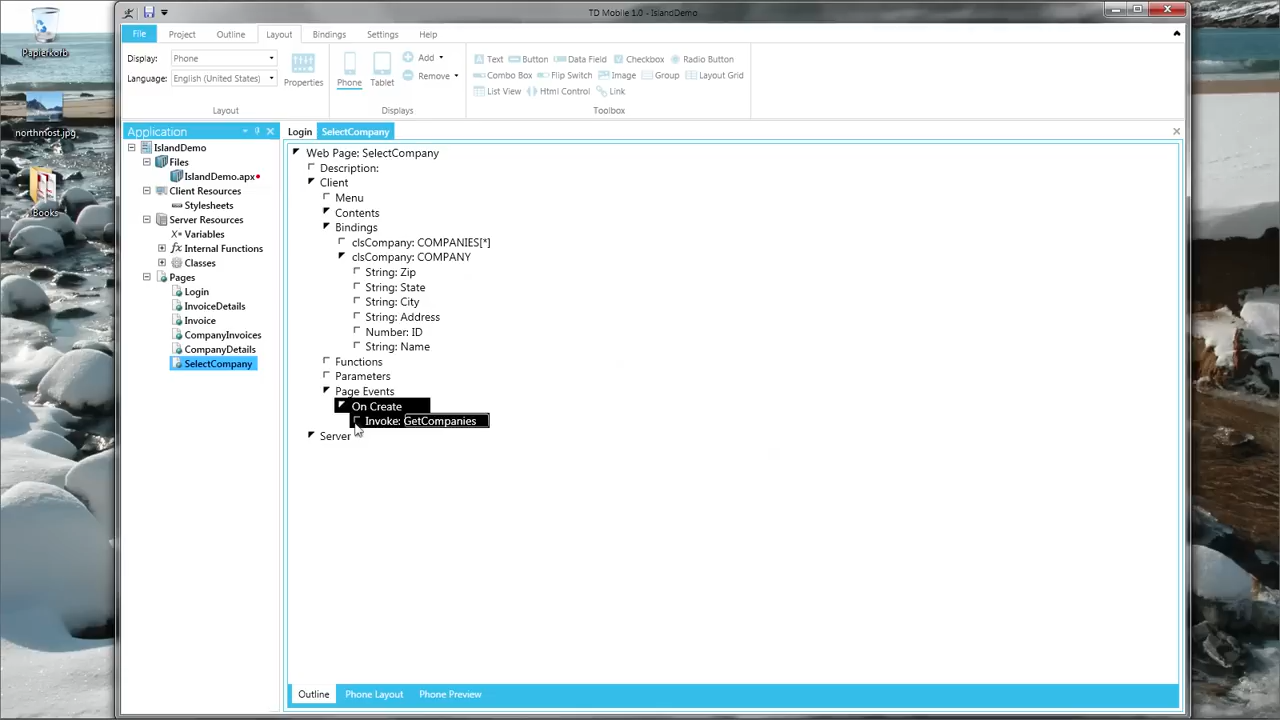 Papierkorb
northmost.jpg
Books
TD Mobile 1.0 - IslandDemo
File Project Outline Layout Bindings Settings Help
Display: Phone
Language: English (United States)
Properties
Phone Tablet
Add
Remove
Text Button Data Field Checkbox Radio Button
Combo Box Flip Switch Image Group Layout Grid
List View Html Control Link
Layout Displays Toolbox
Application
IslandDemo
Files
IslandDemo.apx
Client Resources
Stylesheets
Server Resources
Variables
Internal Functions
Classes
Pages
Login
InvoiceDetails
Invoice
CompanyInvoices
CompanyDetails
SelectCompany
Login SelectCompany
Web Page: SelectCompany
Description:
Client
Menu
Contents
Bindings
clsCompany: COMPANIES[*]
clsCompany: COMPANY
String: Zip
String: State
String: City
String: Address
Number: ID
String: Name
Functions
Parameters
Page Events
On Create
Invoke: GetCompanies
Server
Outline Phone Layout Phone Preview